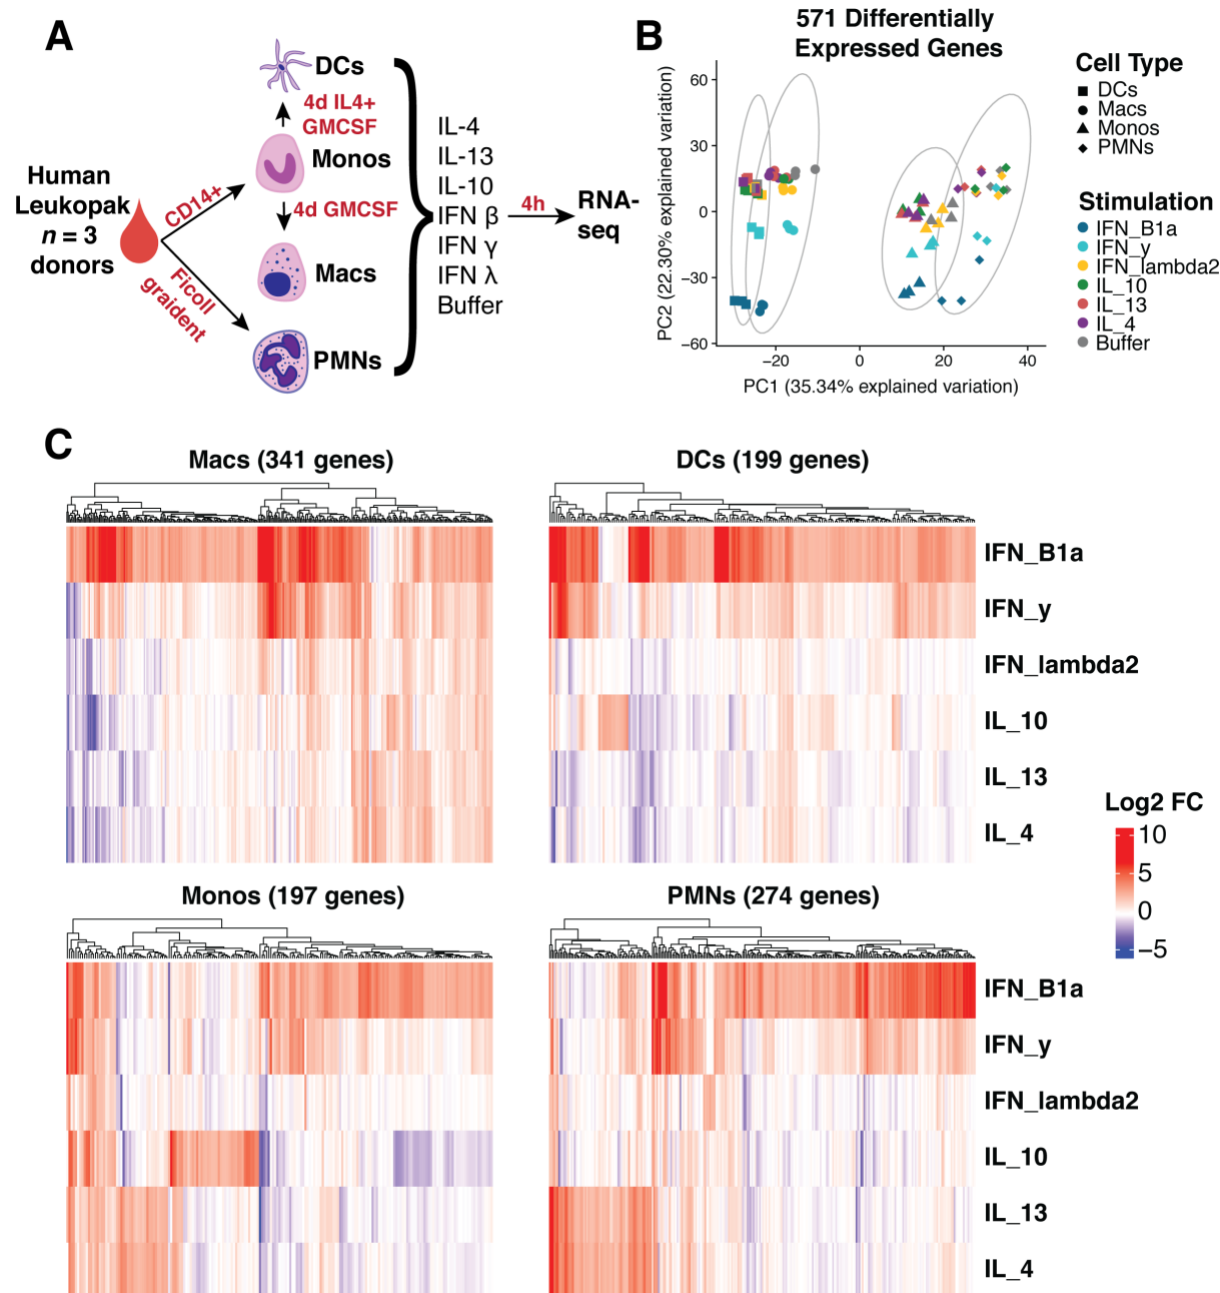 A
Human
Leukopak
n = 3
donors
CD14+
Ficoll
graident
DCs
4d IL4+
GMCSF
Monos
4d GMCSF
Macs
PMNs
IL-4
IL-13
IL-10
IFN β
IFN γ
IFN λ
Buffer
4h
RNA-
seq
B
571 Differentially
Expressed Genes
PC2 (22.30% explained variation)
60
30
0
−30
−60
−20
0
20
40
PC1 (35.34% explained variation)
Cell Type
DCs
Macs
Monos
PMNs
Stimulation
IFN_B1a
IFN_y
IFN_lambda2
IL_10
IL_13
IL_4
Buffer
C
Macs (341 genes)
DCs (199 genes)
IFN_B1a
IFN_y
IFN_lambda2
IL_10
IL_13
IL_4
Log2 FC
10
5
0
−5
Monos (197 genes)
PMNs (274 genes)
IFN_B1a
IFN_y
IFN_lambda2
IL_10
IL_13
IL_4